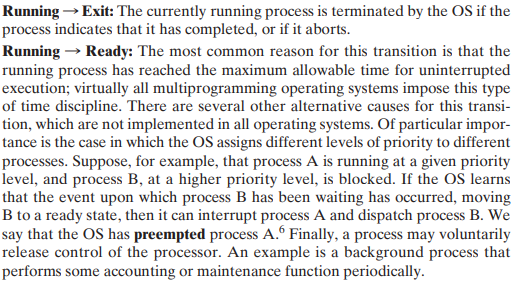 Running → Exit: The currently running process is terminated by the OS if the
process indicates that it has completed, or if it aborts.
Running → Ready: The most common reason for this transition is that the
running process has reached the maximum allowable time for uninterrupted
execution; virtually all multiprogramming operating systems impose this type
of time discipline. There are several other alternative causes for this transi-
tion, which are not implemented in all operating systems. Of particular impor-
tance is the case in which the OS assigns different levels of priority to different
processes. Suppose, for example, that process A is running at a given priority
level, and process B, at a higher priority level, is blocked. If the OS learns
that the event upon which process B has been waiting has occurred, moving
B to a ready state, then it can interrupt process A and dispatch process B. We
say that the OS has preempted process A.⁶ Finally, a process may voluntarily
release control of the processor. An example is a background process that
performs some accounting or maintenance function periodically.